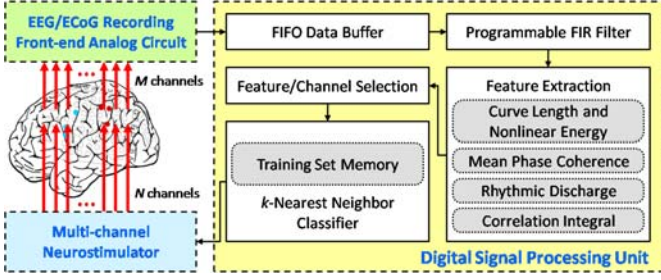 EEG/ECoG Recording
Front-end Analog Circuit
M channels
N channels
Multi-channel
Neurostimulator
FIFO Data Buffer
Programmable FIR Filter
Feature/Channel Selection
Feature Extraction
Curve Length and
Nonlinear Energy
Mean Phase Coherence
Rhythmic Discharge
Correlation Integral
Training Set Memory
k-Nearest Neighbor
Classifier
Digital Signal Processing Unit